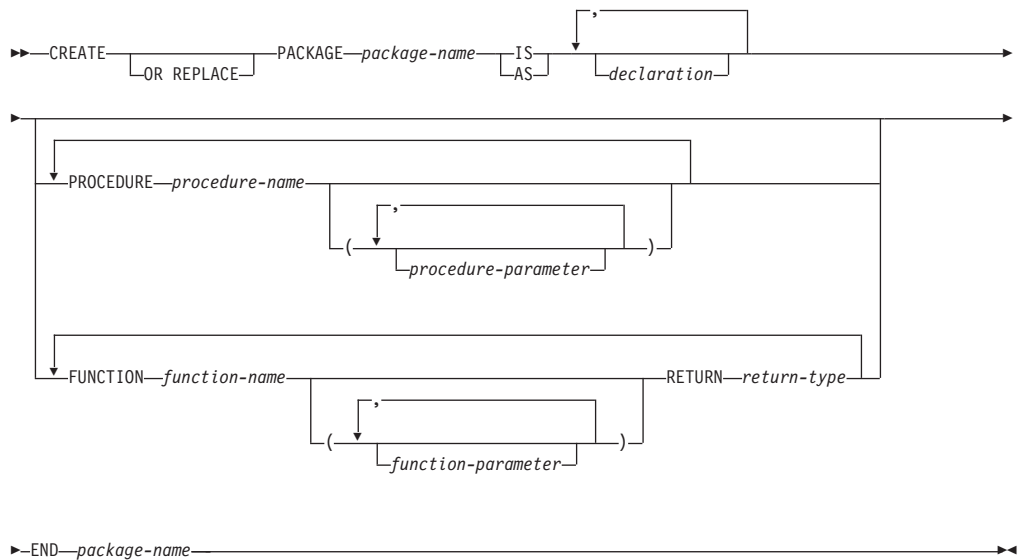 ,
CREATE PACKAGE package-name IS
OR REPLACE AS declaration
PROCEDURE procedure-name
,
( )
procedure-parameter
FUNCTION function-name RETURN return-type
,
( )
function-parameter
END package-name